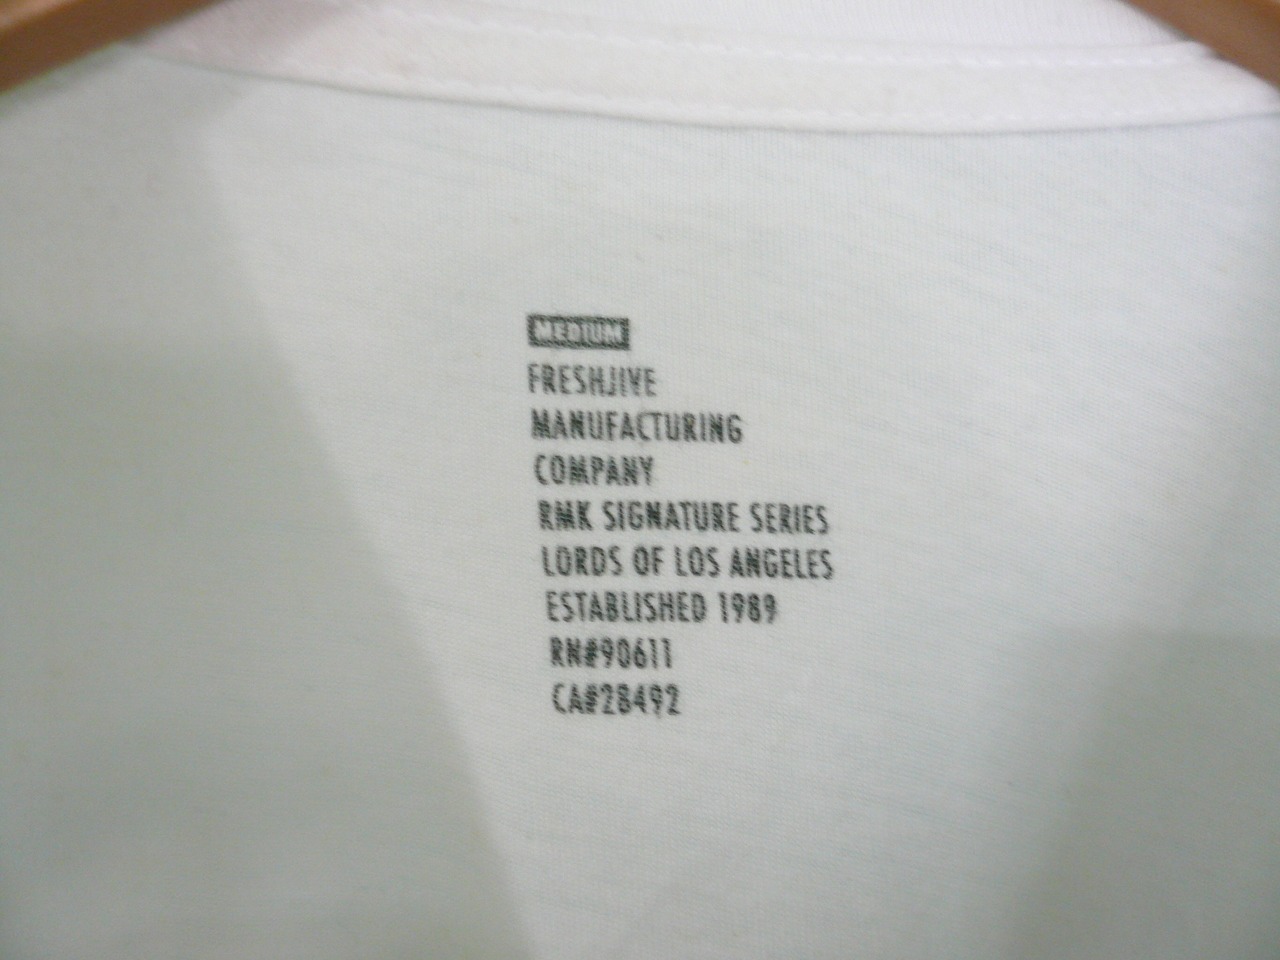 MEDIUM
FRESHJIVE
MANUFACTURING
COMPANY
RMK SIGNATURE SERIES
LORDS OF LOS ANGELES
ESTABLISHED 1989
RN#90611
CA#28492